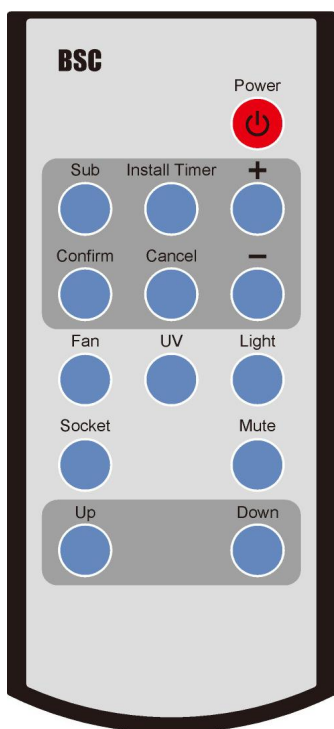 BSC
Power
Sub Install Timer +
Confirm Cancel −
Fan UV Light
Socket Mute
Up Down